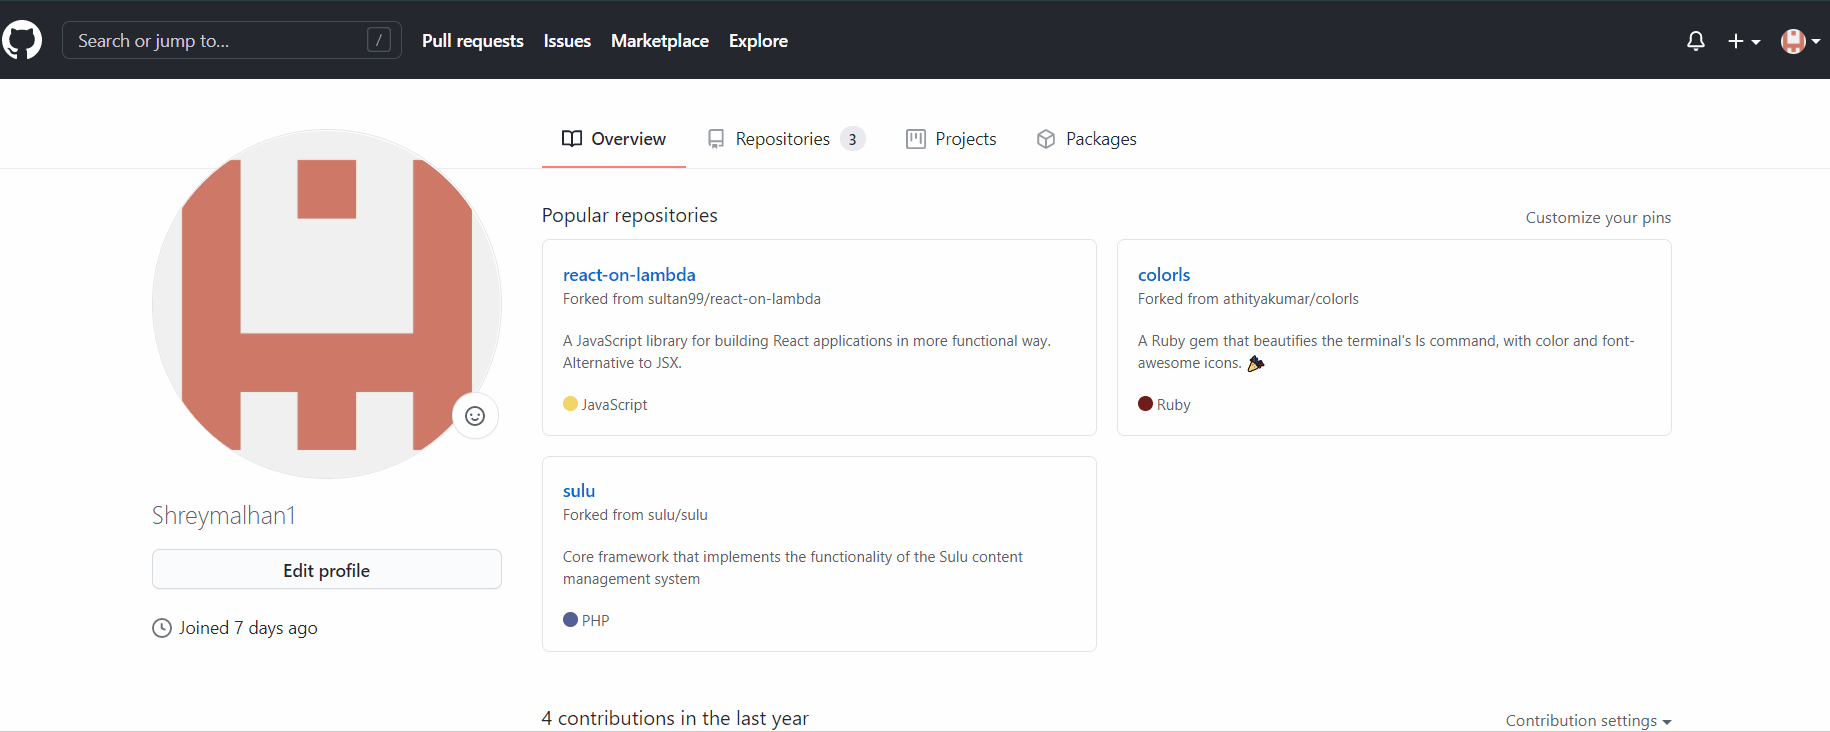 Search or jump to... /
Pull requests
Issues
Marketplace
Explore
Overview
Repositories 3
Projects
Packages
Popular repositories
Customize your pins
react-on-lambda
Forked from sultan99/react-on-lambda
A JavaScript library for building React applications in more functional way.
Alternative to JSX.
JavaScript
colorls
Forked from athityakumar/colorls
A Ruby gem that beautifies the terminal's ls command, with color and font-
awesome icons. 🎉
Ruby
sulu
Forked from sulu/sulu
Core framework that implements the functionality of the Sulu content
management system
PHP
Shreymalhan1
Edit profile
Joined 7 days ago
4 contributions in the last year
Contribution settings